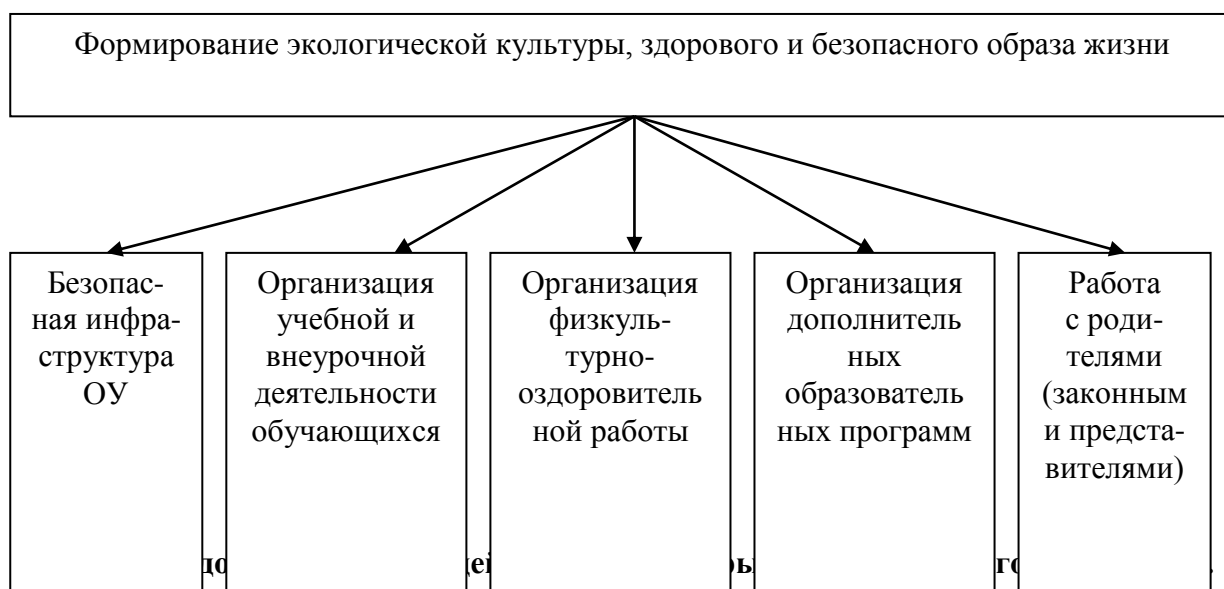 Формирование экологической культуры, здорового и безопасного образа жизни
Безопас-
ная инфра-
структура
ОУ
Организация
учебной и
внеурочной
деятельности
обучающихся
Организация
физкуль-
турно-
оздоровитель
ной работы
Организация
дополнитель
ных
образователь
ных программ
Работа
с роди-
телями
(законным
и предста-
вителями)